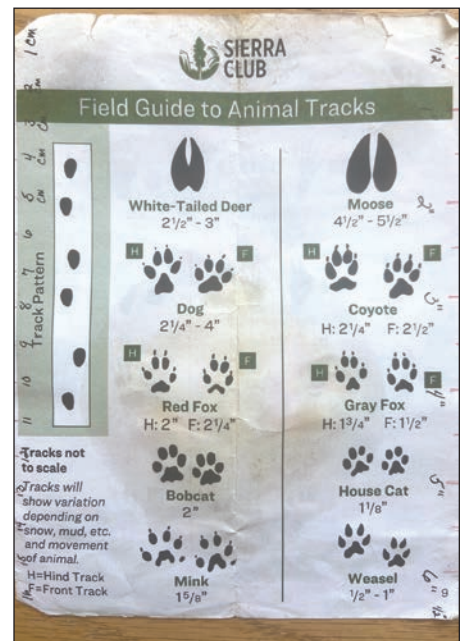 SIERRA
CLUB
Field Guide to Animal Tracks
1 cm
2 cm
3 cm
4 cm
5 cm
6
7
8
9
10
11
1/2"
2"
3"
4"
5"
6"
1/2"
9
Track Pattern
White-Tailed Deer
2 1/2" - 3"
Moose
4 1/2" - 5 1/2"
H F
Dog
2 1/4" - 4"
H F
Coyote
H: 2 1/4" F: 2 1/2"
H F
Red Fox
H: 2" F: 2 1/4"
H F
Gray Fox
H: 1 3/4" F: 1 1/2"
Bobcat
2"
House Cat
1 1/8"
Mink
1 5/8"
Weasel
1/2" - 1"
Tracks not
to scale
Tracks will
show variation
depending on
snow, mud, etc.
and movement
of animal.
H=Hind Track
F=Front Track